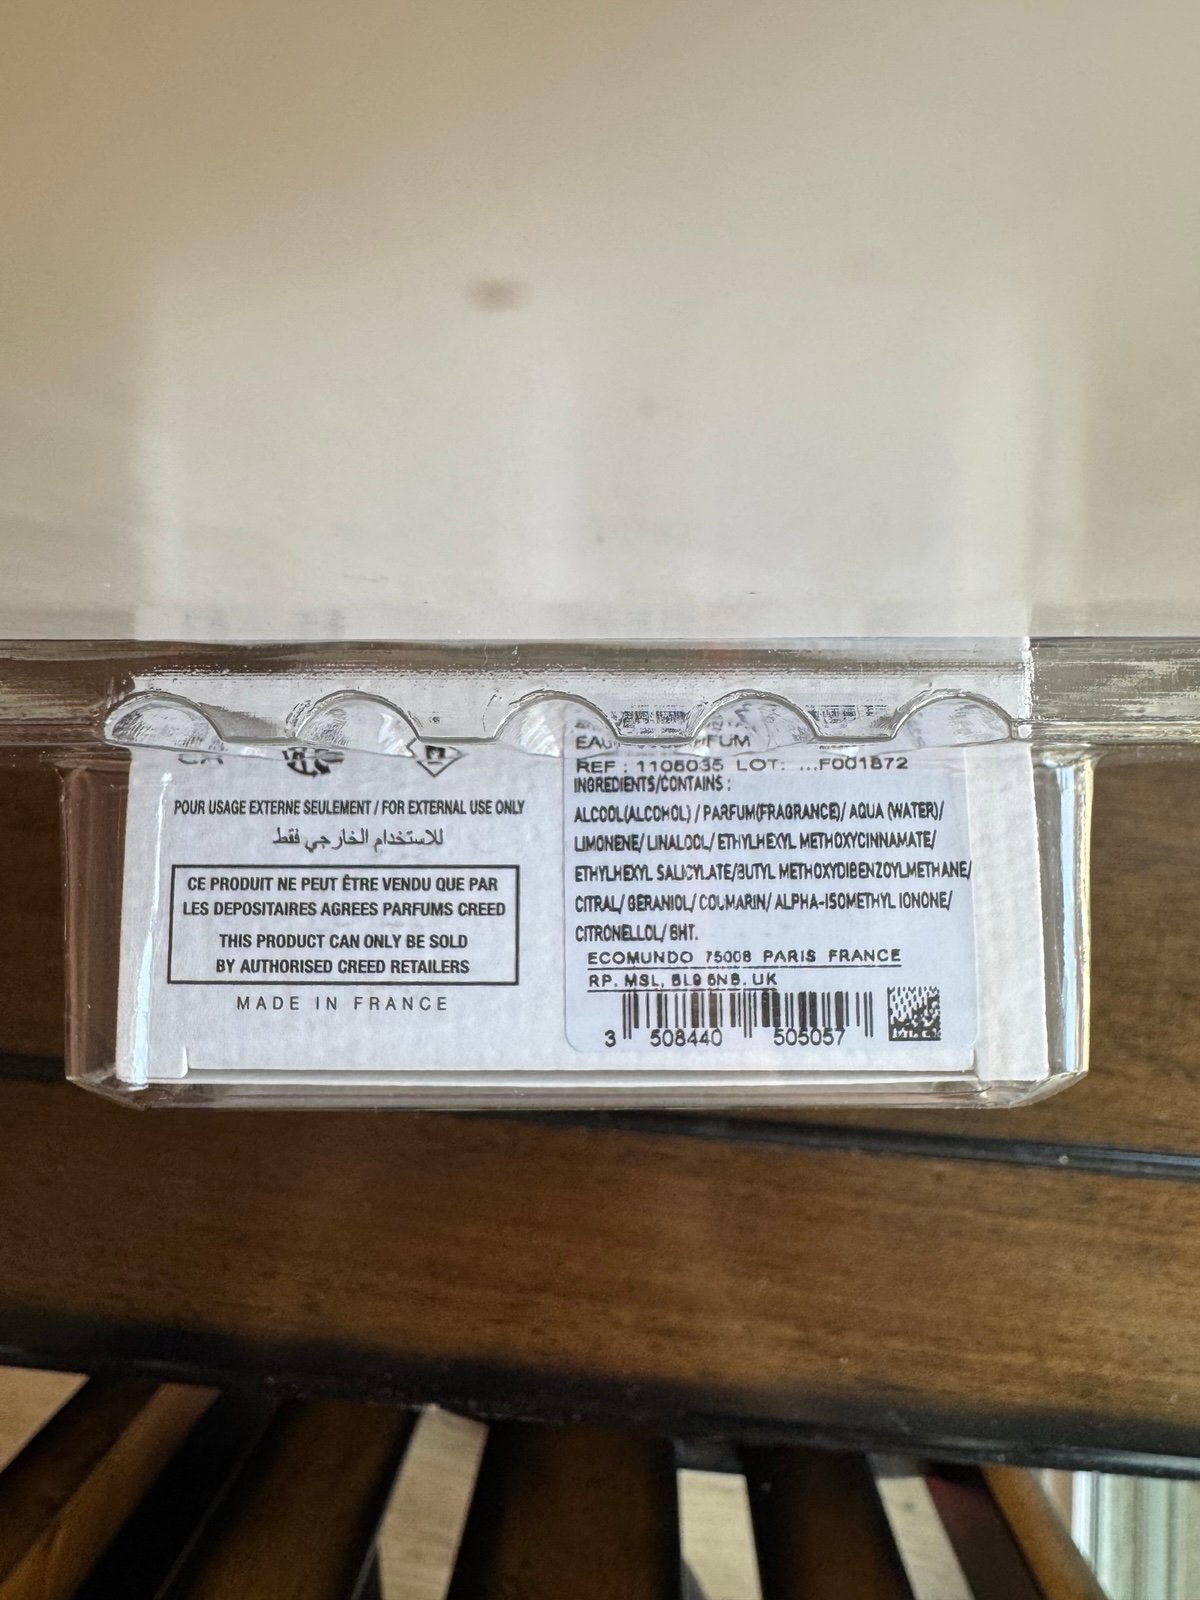 POUR USAGE EXTERNE SEULEMENT / FOR EXTERNAL USE ONLY
للاستخدام الخارجي فقط
CE PRODUIT NE PEUT ÊTRE VENDU QUE PAR
LES DEPOSITAIRES AGREES PARFUMS CREED
THIS PRODUCT CAN ONLY BE SOLD
BY AUTHORISED CREED RETAILERS
MADE IN FRANCE
REF : 1106035 LOT: ...F001872
INGREDIENTS/CONTAINS :
ALCOOL(ALCOHOL) / PARFUM(FRAGRANCE)/ AQUA (WATER)/
LIMONENE/ LINALOOL/ ETHYLHEXYL METHOXYCINNAMATE/
ETHYLHEXYL SALICYLATE/BUTYL METHOXYDIBENZOYLMETHANE/
CITRAL/ GERANIOL/ COUMARIN/ ALPHA-ISOMETHYL IONONE/
CITRONELLOL/ BHT.
ECOMUNDO 75008 PARIS FRANCE
RP. MSL, SL9 6NB. UK
3 508440 505057